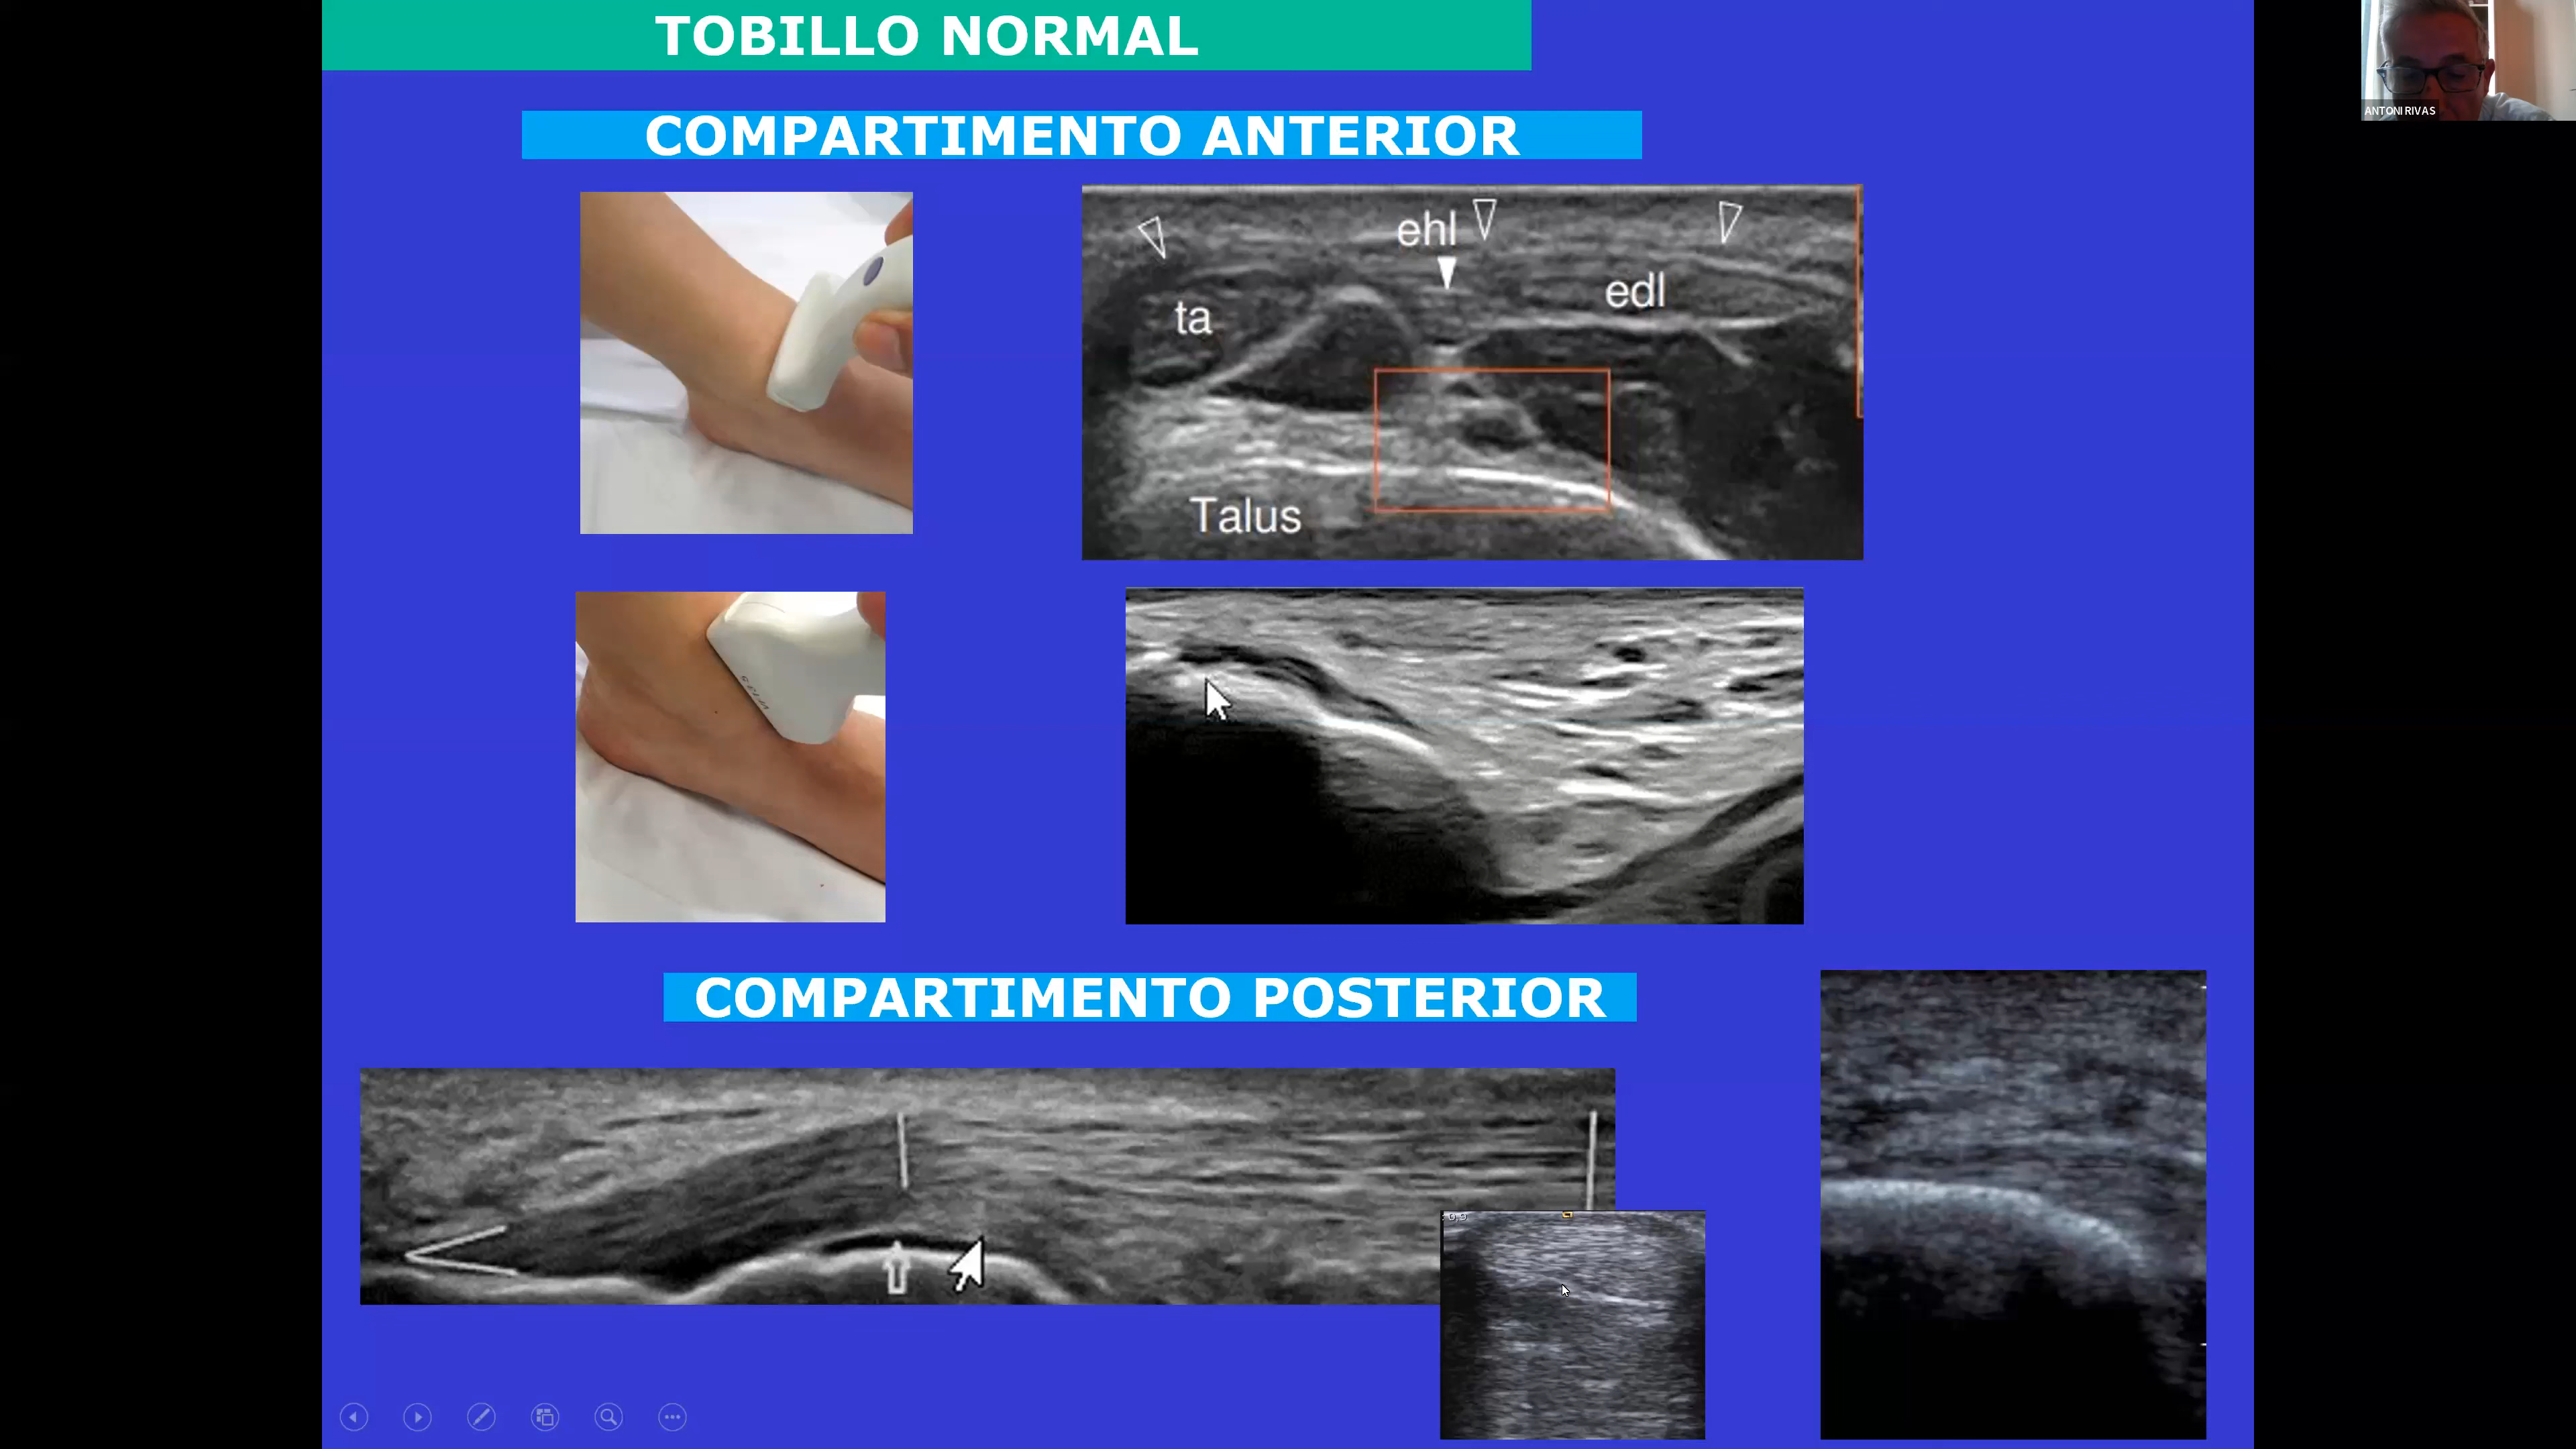 TOBILLO NORMAL
ANTONI RIVAS
COMPARTIMENTO ANTERIOR
ehl
edl
ta
Talus
COMPARTIMENTO POSTERIOR